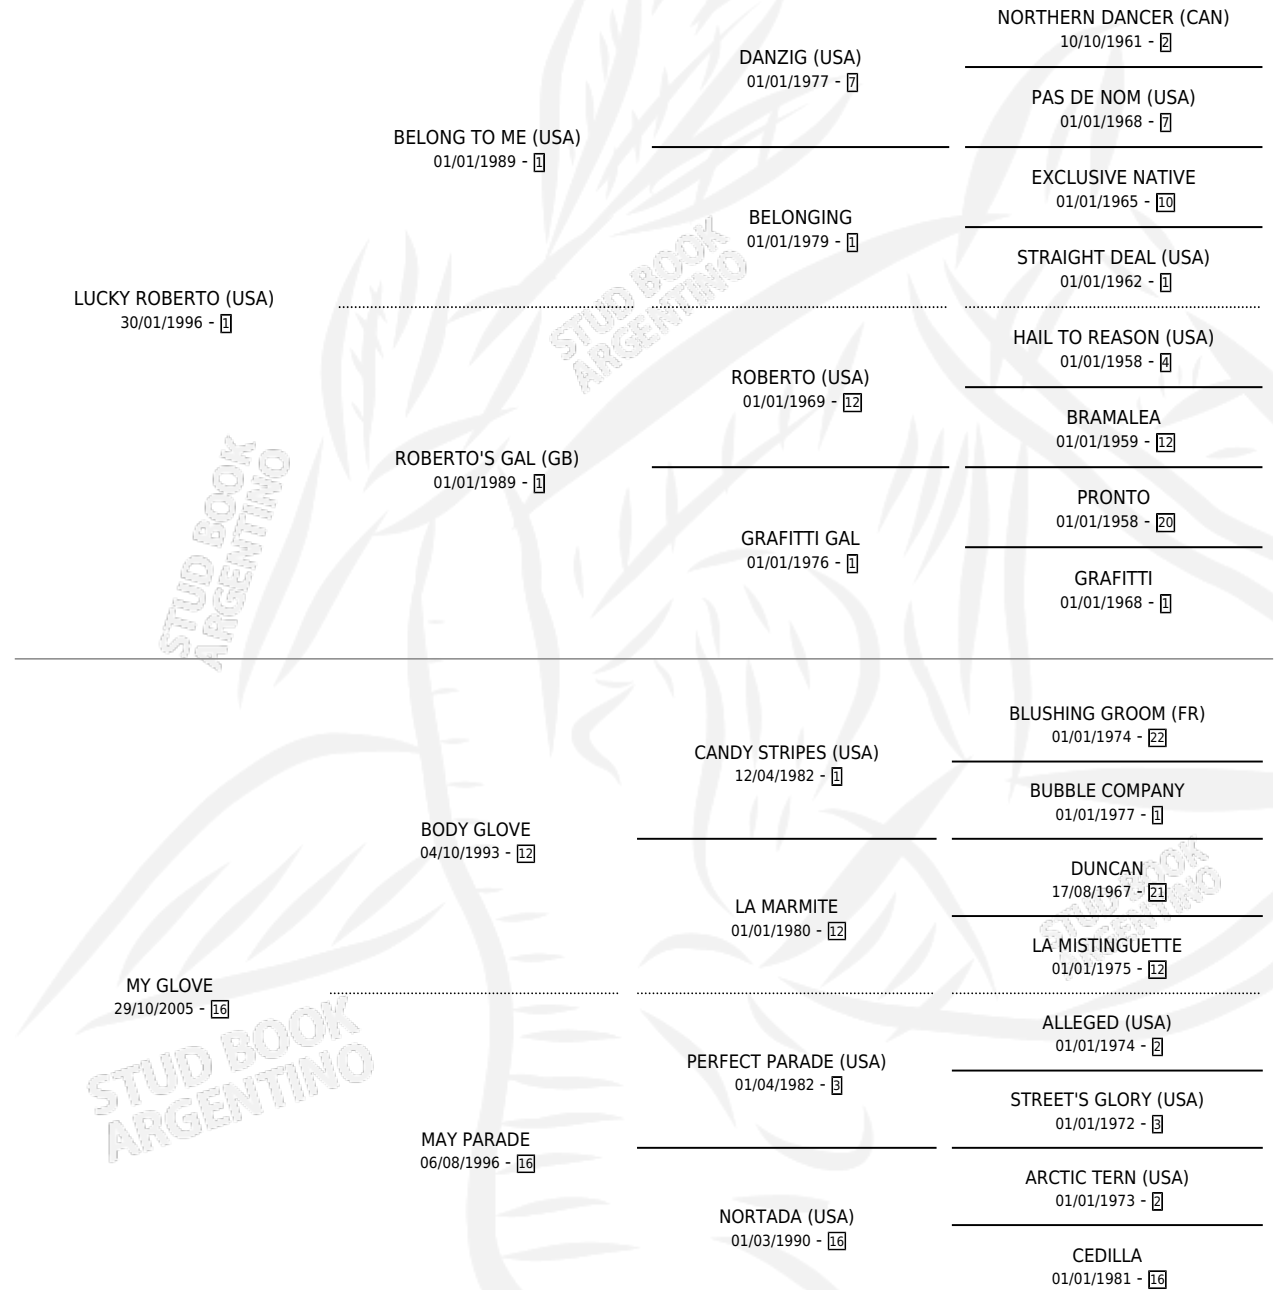 NORTHERN DANCER (CAN)
10/10/1961 - 2
DANZIG (USA)
01/01/1977 - 7
PAS DE NOM (USA)
01/01/1968 - 7
BELONG TO ME (USA)
01/01/1989 - 1
EXCLUSIVE NATIVE
01/01/1965 - 10
BELONGING
01/01/1979 - 1
STRAIGHT DEAL (USA)
01/01/1962 - 1
LUCKY ROBERTO (USA)
30/01/1996 - 1
HAIL TO REASON (USA)
01/01/1958 - 4
ROBERTO (USA)
01/01/1969 - 12
BRAMALEA
01/01/1959 - 12
ROBERTO'S GAL (GB)
01/01/1989 - 1
PRONTO
01/01/1958 - 20
GRAFITTI GAL
01/01/1976 - 1
GRAFITTI
01/01/1968 - 1
STUD BOOK
ARGENTINO
STUD BOOK
ARGENTINO
BLUSHING GROOM (FR)
01/01/1974 - 22
CANDY STRIPES (USA)
12/04/1982 - 1
BUBBLE COMPANY
01/01/1977 - 1
BODY GLOVE
04/10/1993 - 12
DUNCAN
17/08/1967 - 21
LA MARMITE
01/01/1980 - 12
LA MISTINGUETTE
01/01/1975 - 12
MY GLOVE
29/10/2005 - 16
ALLEGED (USA)
01/01/1974 - 2
PERFECT PARADE (USA)
01/04/1982 - 3
STREET'S GLORY (USA)
01/01/1972 - 3
MAY PARADE
06/08/1996 - 16
ARCTIC TERN (USA)
01/01/1973 - 2
NORTADA (USA)
01/03/1990 - 16
CEDILLA
01/01/1981 - 16
STUD BOOK
ARGENTINO
STUD BOOK
ARGENTINO